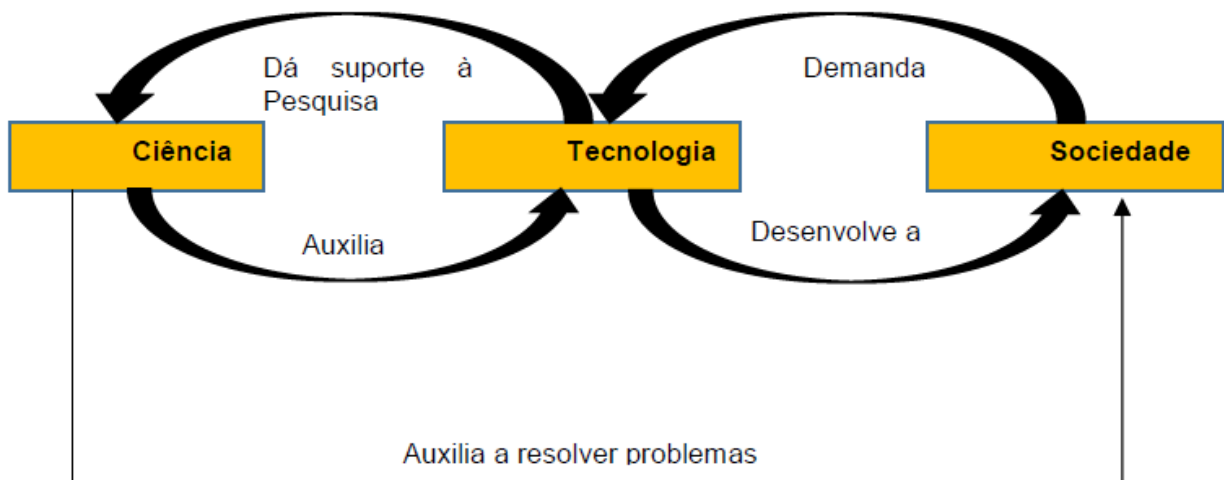 Dá suporte à
Pesquisa
Demanda
Ciência
Tecnologia
Sociedade
Auxilia
Desenvolve a
Auxilia a resolver problemas